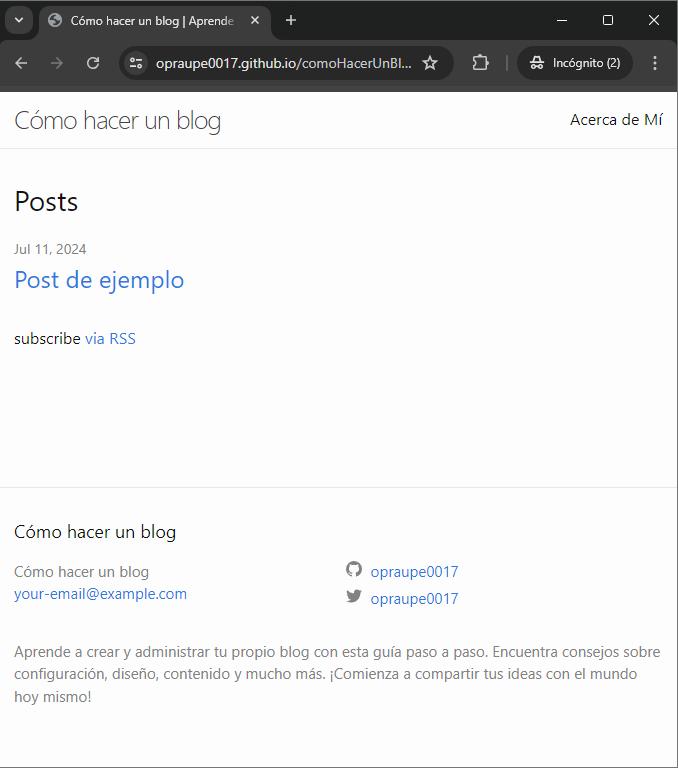 Cómo hacer un blog | Aprende
opraupe0017.github.io/comoHacerUnBl...
Incógnito (2)
Cómo hacer un blog
Acerca de Mí
Posts
Jul 11, 2024
Post de ejemplo
subscribe via RSS
Cómo hacer un blog
Cómo hacer un blog
your-email@example.com
opraupe0017
opraupe0017
Aprende a crear y administrar tu propio blog con esta guía paso a paso. Encuentra consejos sobre
configuración, diseño, contenido y mucho más. ¡Comienza a compartir tus ideas con el mundo
hoy mismo!